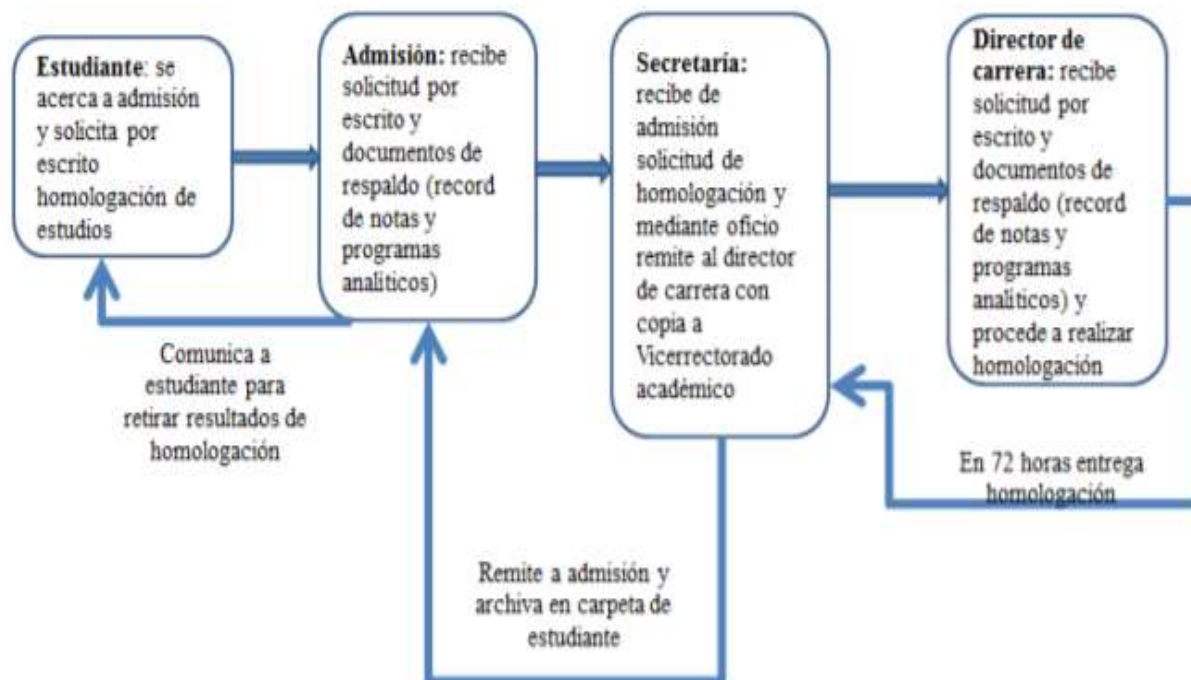 Estudiante: se
acerca a admisión
y solicita por
escrito
homologación de
estudios
Admisión: recibe
solicitud por
escrito y
documentos de
respaldo (record
de notas y
programas
analíticos)
Secretaría:
recibe de
admisión
solicitud de
homologación y
mediante oficio
remite al director
de carrera con
copia a
Vicerrectorado
académico
Director de
carrera: recibe
solicitud por
escrito y
documentos de
respaldo (record
de notas y
programas
analíticos) y
procede a realizar
homologación
Comunica a
estudiante para
retirar resultados de
homologación
En 72 horas entrega
homologación
Remite a admisión y
archiva en carpeta de
estudiante